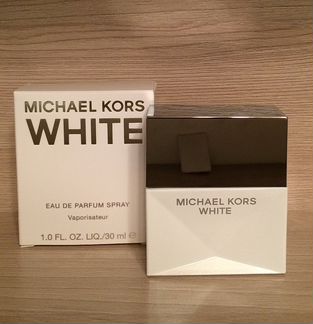 MICHAEL KORS
WHITE
EAU DE PARFUM SPRAY
Vaporisateur
1.0 FL. OZ. LIQ./30 ml ℮
MICHAEL KORS
WHITE